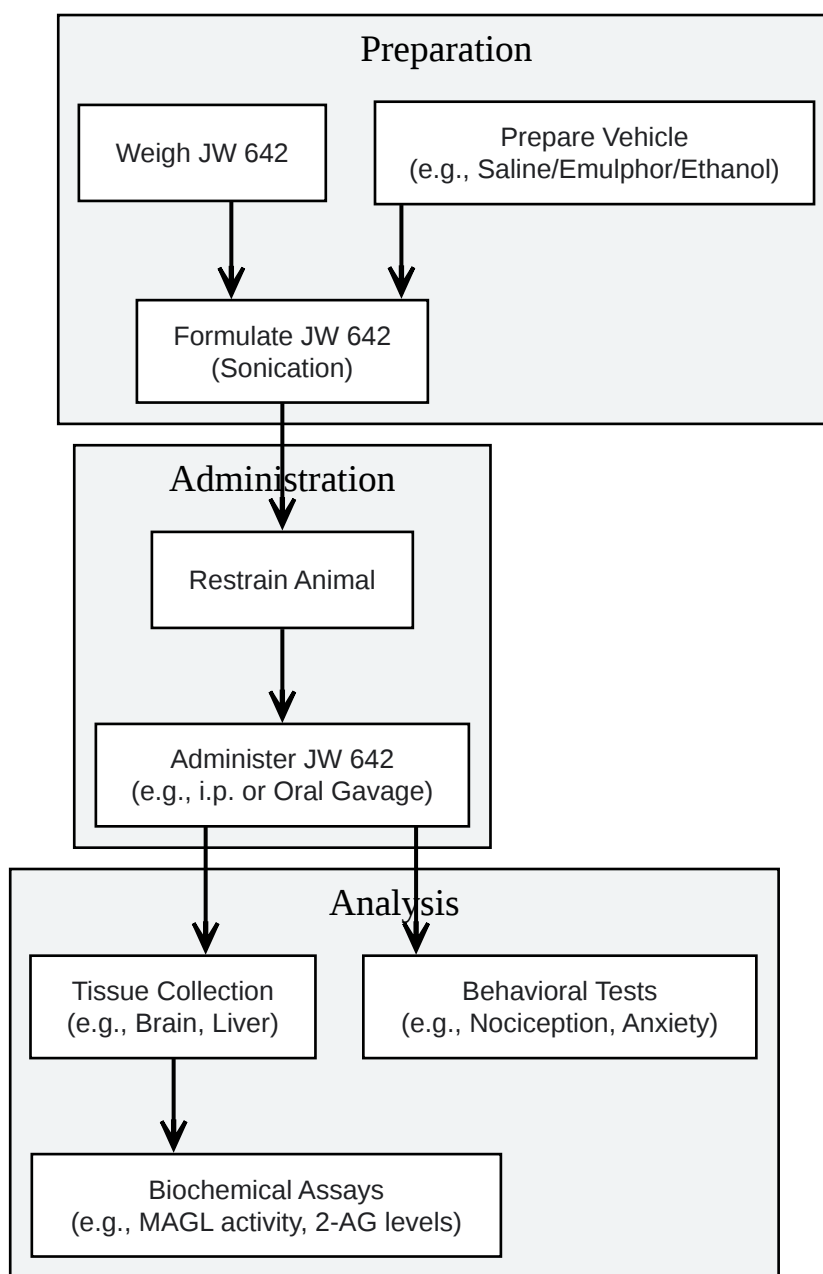 Preparation
Weigh JW 642
Prepare Vehicle
(e.g., Saline/Emulphor/Ethanol)
Formulate JW 642
(Sonication)
Administration
Restrain Animal
Administer JW 642
(e.g., i.p. or Oral Gavage)
Analysis
Tissue Collection
(e.g., Brain, Liver)
Behavioral Tests
(e.g., Nociception, Anxiety)
Biochemical Assays
(e.g., MAGL activity, 2-AG levels)